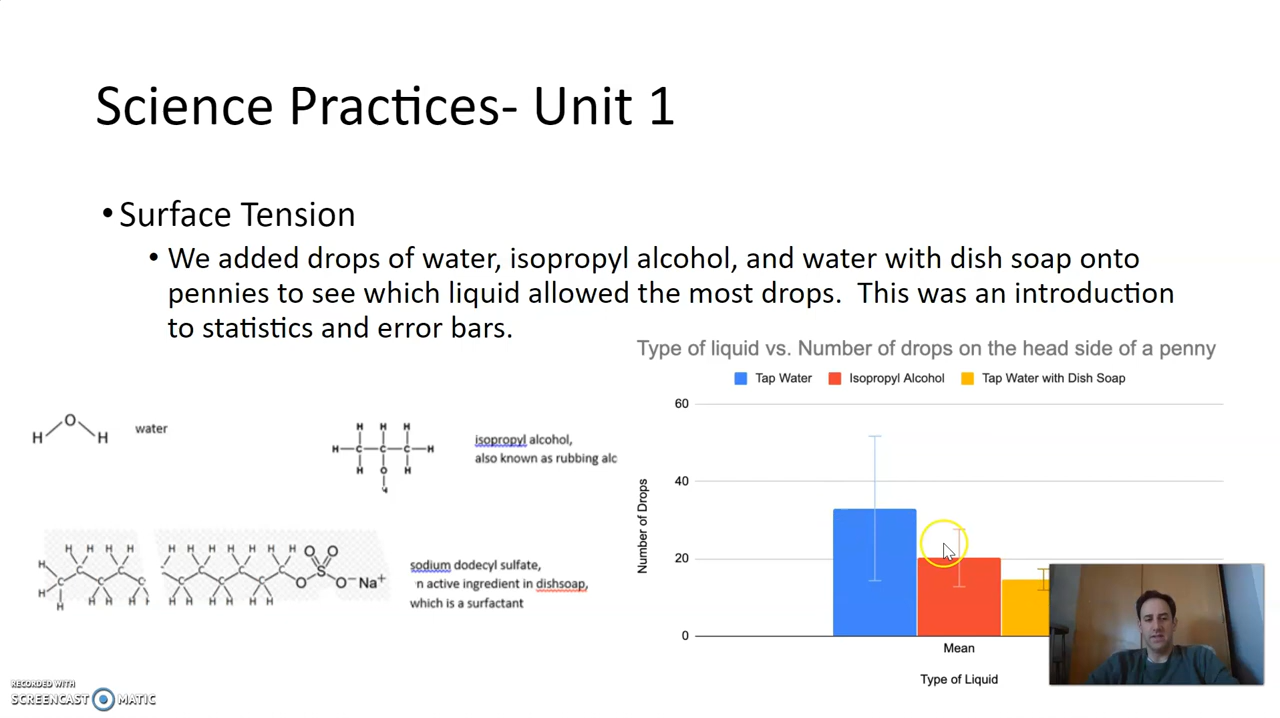 Science Practices- Unit 1
•Surface Tension
• We added drops of water, isopropyl alcohol, and water with dish soap onto
pennies to see which liquid allowed the most drops.  This was an introduction
to statistics and error bars.
Type of liquid vs. Number of drops on the head side of a penny
Tap Water Isopropyl Alcohol Tap Water with Dish Soap
60
40
20
0
Number of Drops
Mean
Type of Liquid
O
H H
water
H H H
H C C C H
H O H
isopropyl alcohol,
also known as rubbing alc
H H H H
H C C C
H C C C
H H H
H
H H H H H H O O
C C C S
C C C C O O⁻ Na⁺
H H H H H
sodium dodecyl sulfate,
n active ingredient in dishsoap,
which is a surfactant
RECORDED WITH
SCREENCAST MATIC